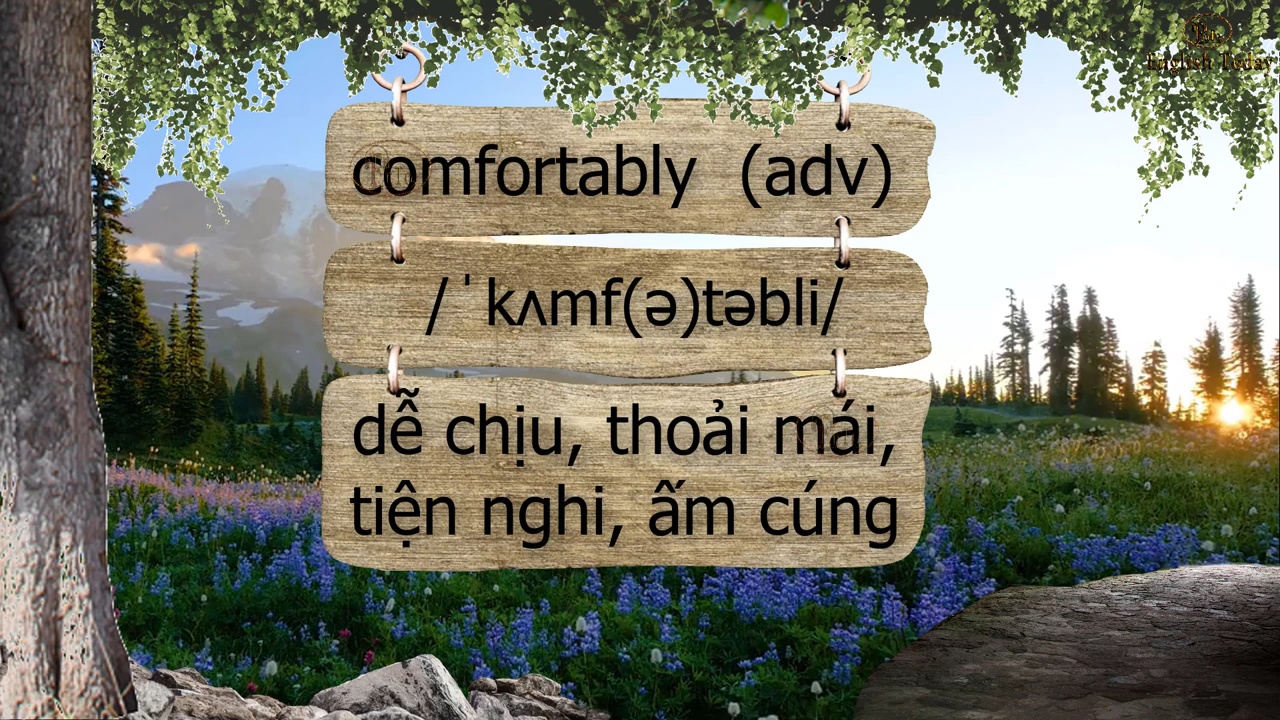 English Today
comfortably (adv)
/ˈkʌmf(ə)təbli/
dễ chịu, thoải mái,
tiện nghi, ấm cúng